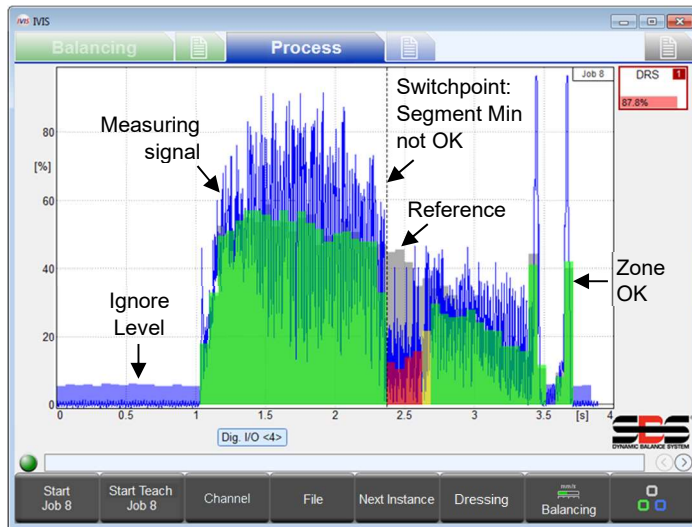 IVIS
Balancing
Process
Job 8
DRS 1
87.8%
Switchpoint:
Segment Min
not OK
Measuring
signal
Reference
Zone
OK
Ignore
Level
[%]
80
60
40
20
0
0 0.5 1 1.5 2 2.5 3 3.5 [s] 4
Dig. I/O <4>
SBS
DYNAMIC BALANCE SYSTEM
Start
Job 8
Start Teach
Job 8
Channel
File
Next Instance
Dressing
mm/s
Balancing